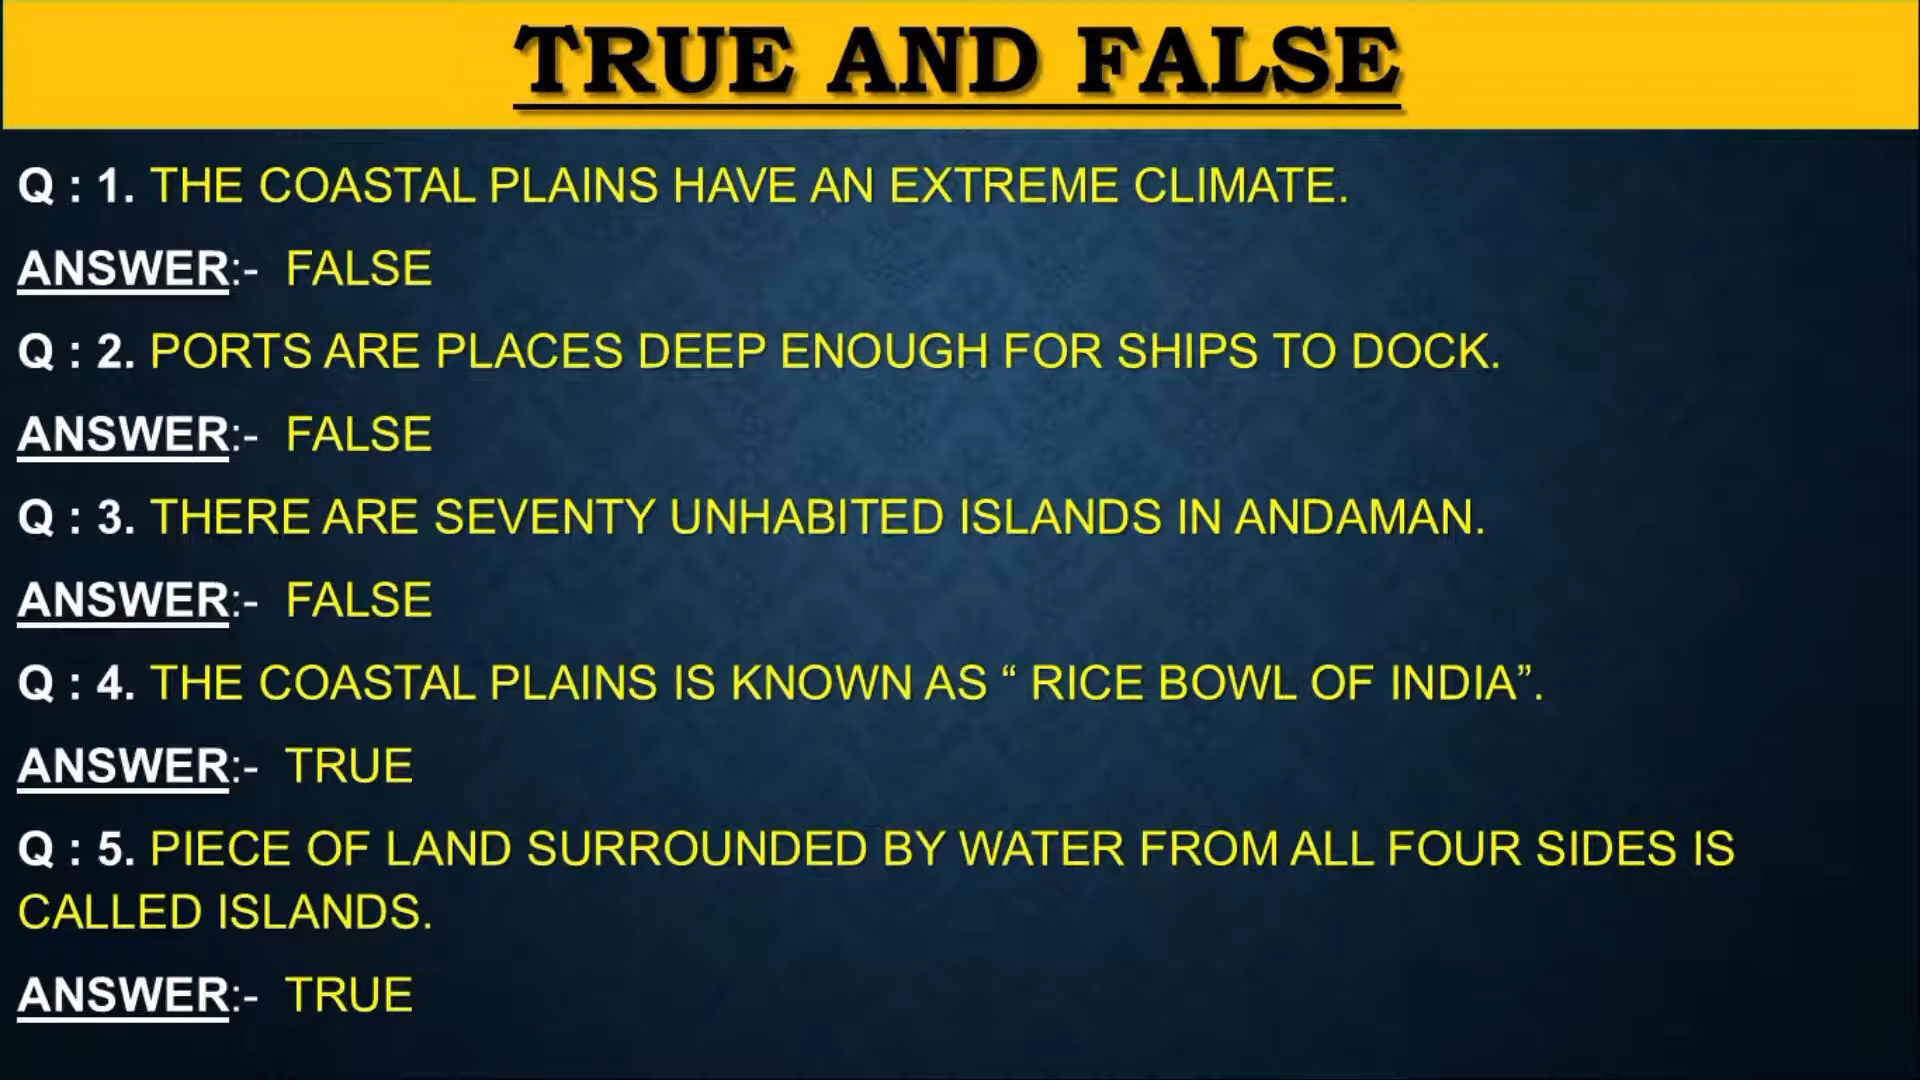 TRUE AND FALSE
Q : 1. THE COASTAL PLAINS HAVE AN EXTREME CLIMATE.
ANSWER:- FALSE
Q : 2. PORTS ARE PLACES DEEP ENOUGH FOR SHIPS TO DOCK.
ANSWER:- FALSE
Q : 3. THERE ARE SEVENTY UNHABITED ISLANDS IN ANDAMAN.
ANSWER:- FALSE
Q : 4. THE COASTAL PLAINS IS KNOWN AS “ RICE BOWL OF INDIA”.
ANSWER:- TRUE
Q : 5. PIECE OF LAND SURROUNDED BY WATER FROM ALL FOUR SIDES IS
CALLED ISLANDS.
ANSWER:- TRUE